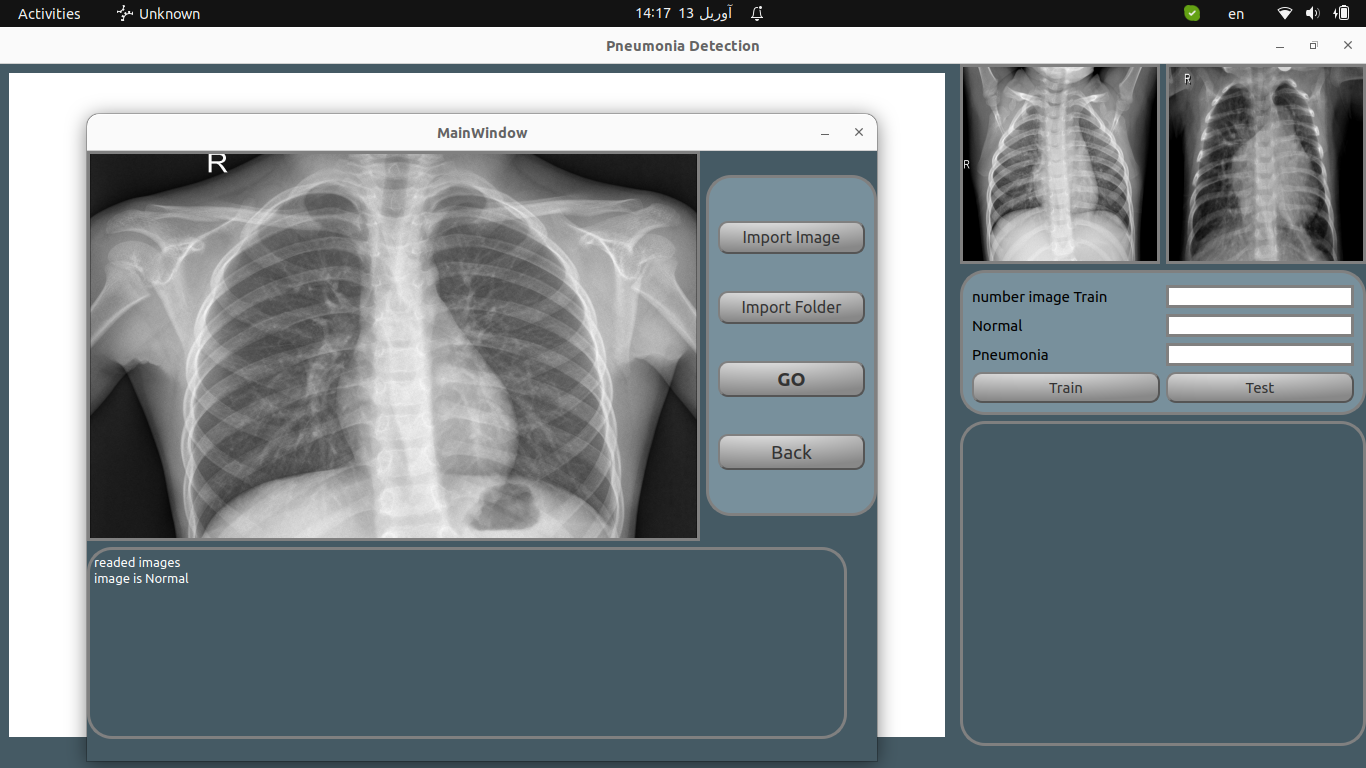 Activities
Unknown
14:17 13 آوریل
en
Pneumonia Detection
MainWindow
R
Import Image
Import Folder
GO
Back
readed images
image is Normal
R
R
number image Train
Normal
Pneumonia
Train
Test